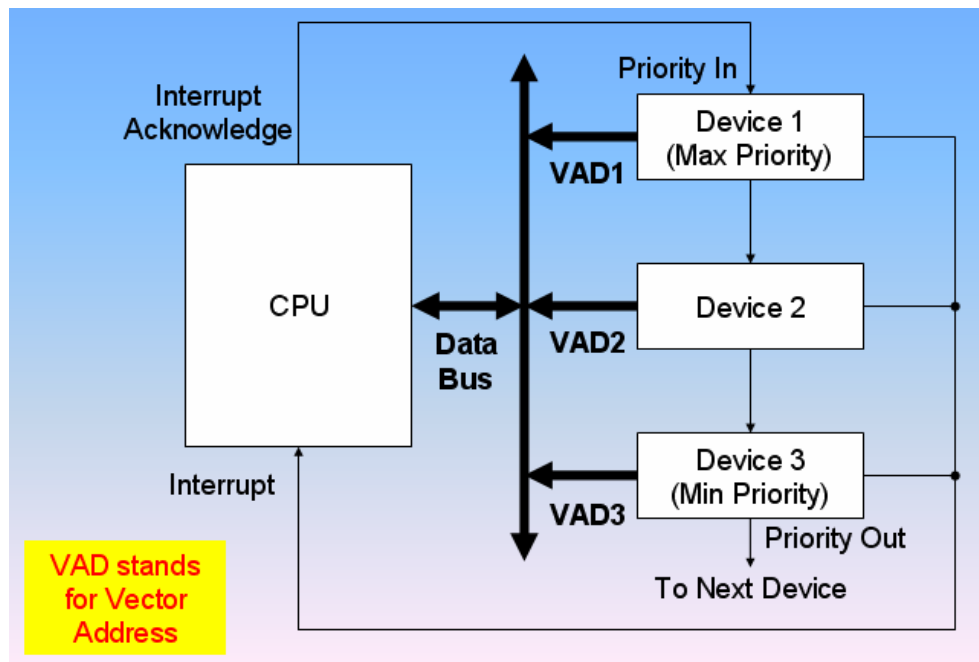 Priority In
Interrupt
Acknowledge
Device 1
(Max Priority)
VAD1
CPU
Data
Bus
Device 2
VAD2
Interrupt
Device 3
(Min Priority)
VAD3
Priority Out
To Next Device
VAD stands
for Vector
Address